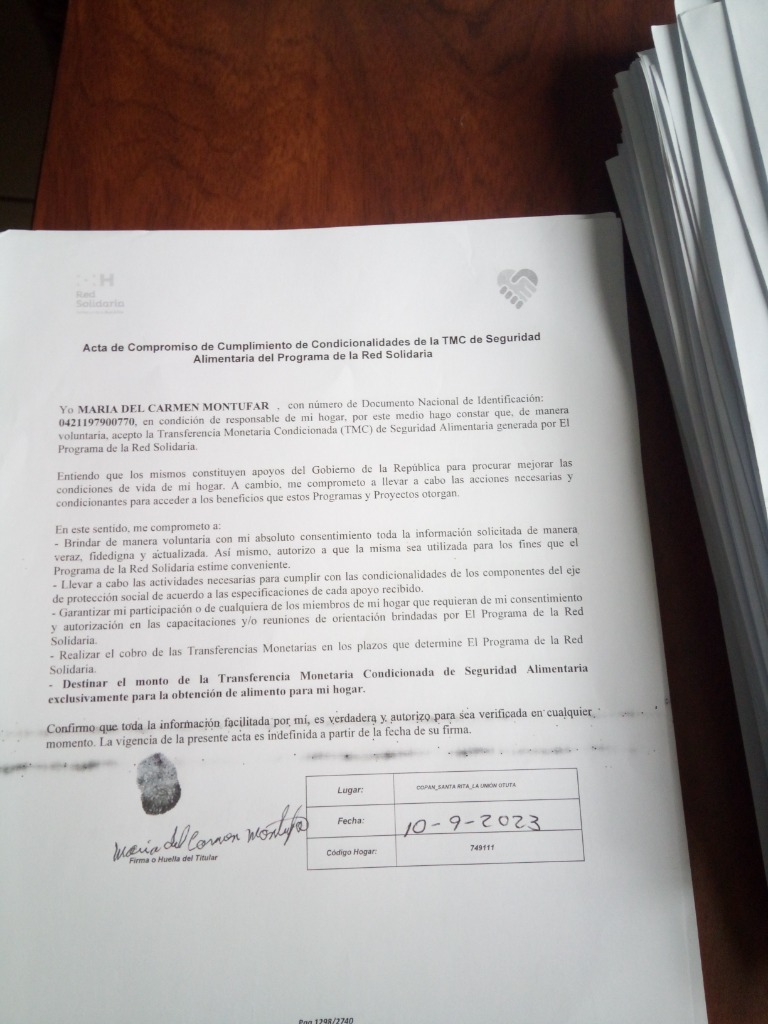 Red
Solidaria
Acta de Compromiso de Cumplimiento de Condicionalidades de la TMC de Seguridad
Alimentaria del Programa de la Red Solidaria
Yo MARIA DEL CARMEN MONTUFAR , con número de Documento Nacional de Identificación:
0421197900770, en condición de responsable de mi hogar, por este medio hago constar que, de manera
voluntaria, acepto la Transferencia Monetaria Condicionada (TMC) de Seguridad Alimentaria generada por El
Programa de la Red Solidaria.
Entiendo que los mismos constituyen apoyos del Gobierno de la República para procurar mejorar las
condiciones de vida de mi hogar. A cambio, me comprometo a llevar a cabo las acciones necesarias y
condicionantes para acceder a los beneficios que estos Programas y Proyectos otorgan.
En este sentido, me comprometo a:
- Brindar de manera voluntaria con mi absoluto consentimiento toda la información solicitada de manera
veraz, fidedigna y actualizada. Así mismo, autorizo a que la misma sea utilizada para los fines que el
Programa de la Red Solidaria estime conveniente.
- Llevar a cabo las actividades necesarias para cumplir con las condicionalidades de los componentes del eje
de protección social de acuerdo a las especificaciones de cada apoyo recibido.
- Garantizar mi participación o de cualquiera de los miembros de mi hogar que requieran de mi consentimiento
y autorización en las capacitaciones y/o reuniones de orientación brindadas por El Programa de la Red
Solidaria.
- Realizar el cobro de las Transferencias Monetarias en los plazos que determine El Programa de la Red
Solidaria.
- Destinar el monto de la Transferencia Monetaria Condicionada de Seguridad Alimentaria
exclusivamente para la obtención de alimento para mi hogar.
Confirmo que toda la información facilitada por mí, es verdadera y autorizo para sea verificada en cualquier
momento. La vigencia de la presente acta es indefinida a partir de la fecha de su firma.
Lugar: COPAN_SANTA RITA_LA UNIÓN OTUTA
Fecha: 10-9-2023
Código Hogar: 749111
Maria del Carmen Montufar
Firma o Huella del Titular
Pag 1298/2740